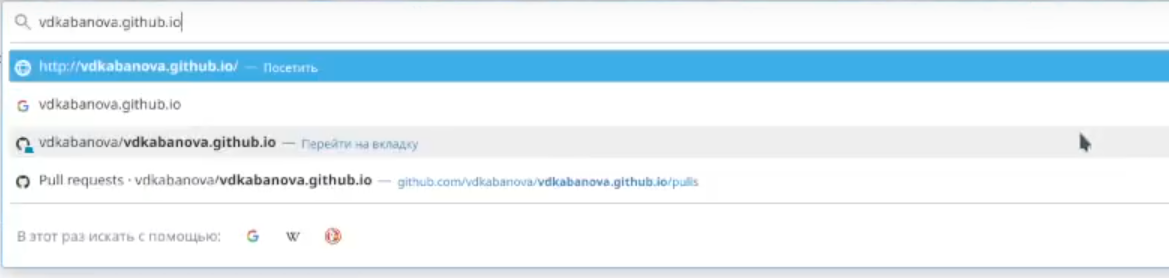 vdkabanova.github.io
http://vdkabanova.github.io/ — Посетить
vdkabanova.github.io
vdkabanova/vdkabanova.github.io — Перейти на вкладку
Pull requests · vdkabanova/vdkabanova.github.io — github.com/vdkabanova/vdkabanova.github.io/pulls
В этот раз искать с помощью: